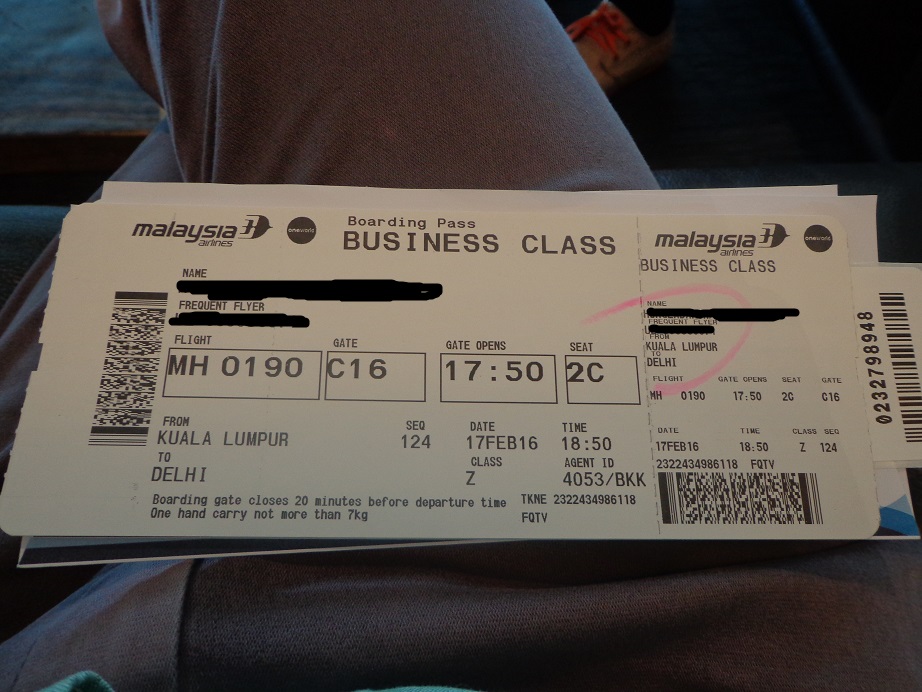 malaysia
airlines
oneworld
Boarding Pass
BUSINESS CLASS
NAME
FREQUENT FLYER
FLIGHT GATE GATE OPENS SEAT
MH 0190 C16 17:50 2C
FROM SEQ DATE TIME
KUALA LUMPUR 124 17FEB16 18:50
TO CLASS AGENT ID
DELHI Z 4053/BKK
Boarding gate closes 20 minutes before departure time TKNE 2322434986118
One hand carry not more than 7kg FQTV
malaysia
airlines
oneworld
BUSINESS CLASS
NAME
FREQUENT FLYER
FROM
KUALA LUMPUR
TO
DELHI
FLIGHT GATE OPENS SEAT GATE
MH 0190 17:50 2C C16
DATE TIME CLASS SEQ
17FEB16 18:50 Z 124
2322434986118 FQTV
0232798948